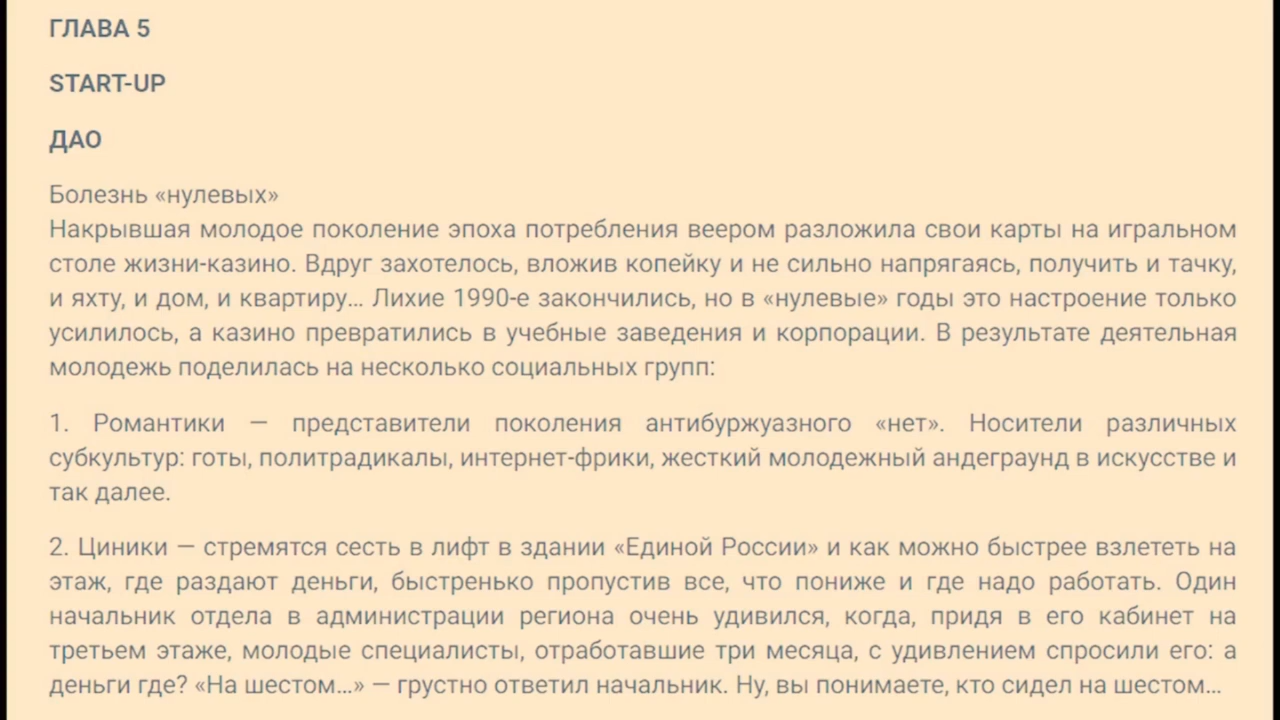 ГЛАВА 5
START-UP
ДАО
Болезнь «нулевых»
Накрывшая молодое поколение эпоха потребления веером разложила свои карты на игральном
столе жизни-казино. Вдруг захотелось, вложив копейку и не сильно напрягаясь, получить и тачку,
и яхту, и дом, и квартиру… Лихие 1990-е закончились, но в «нулевые» годы это настроение только
усилилось, а казино превратились в учебные заведения и корпорации. В результате деятельная
молодежь поделилась на несколько социальных групп:
1. Романтики — представители поколения антибуржуазного «нет». Носители различных
субкультур: готы, политрадикалы, интернет-фрики, жесткий молодежный андеграунд в искусстве и
так далее.
2. Циники — стремятся сесть в лифт в здании «Единой России» и как можно быстрее взлететь на
этаж, где раздают деньги, быстренько пропустив все, что пониже и где надо работать. Один
начальник отдела в администрации региона очень удивился, когда, придя в его кабинет на
третьем этаже, молодые специалисты, отработавшие три месяца, с удивлением спросили его: а
деньги где? «На шестом…» — грустно ответил начальник. Ну, вы понимаете, кто сидел на шестом…